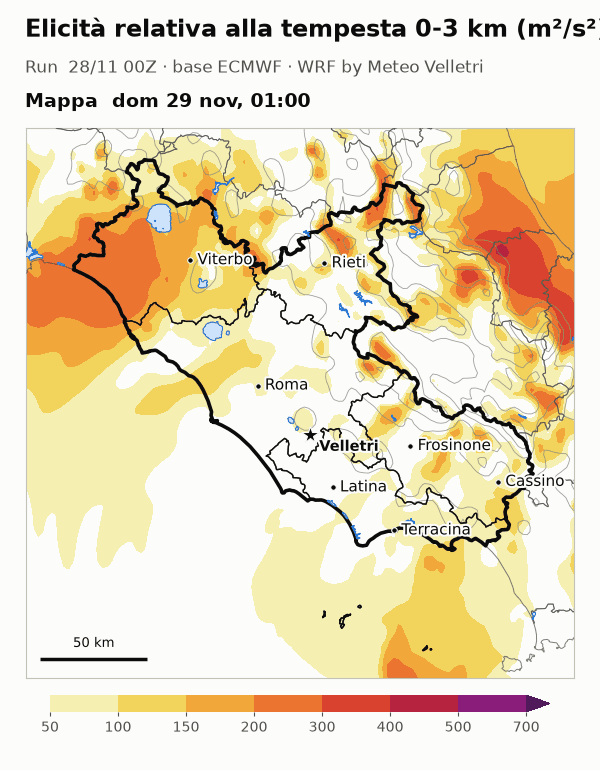 Elicità relativa alla tempesta 0-3 km (m²/s²)
Run 28/11 00Z · base ECMWF · WRF by Meteo Velletri
Mappa dom 29 nov, 01:00
Viterbo
Rieti
Roma
Velletri
Frosinone
Latina
Cassino
Terracina
50 km
50 100 150 200 300 400 500 700